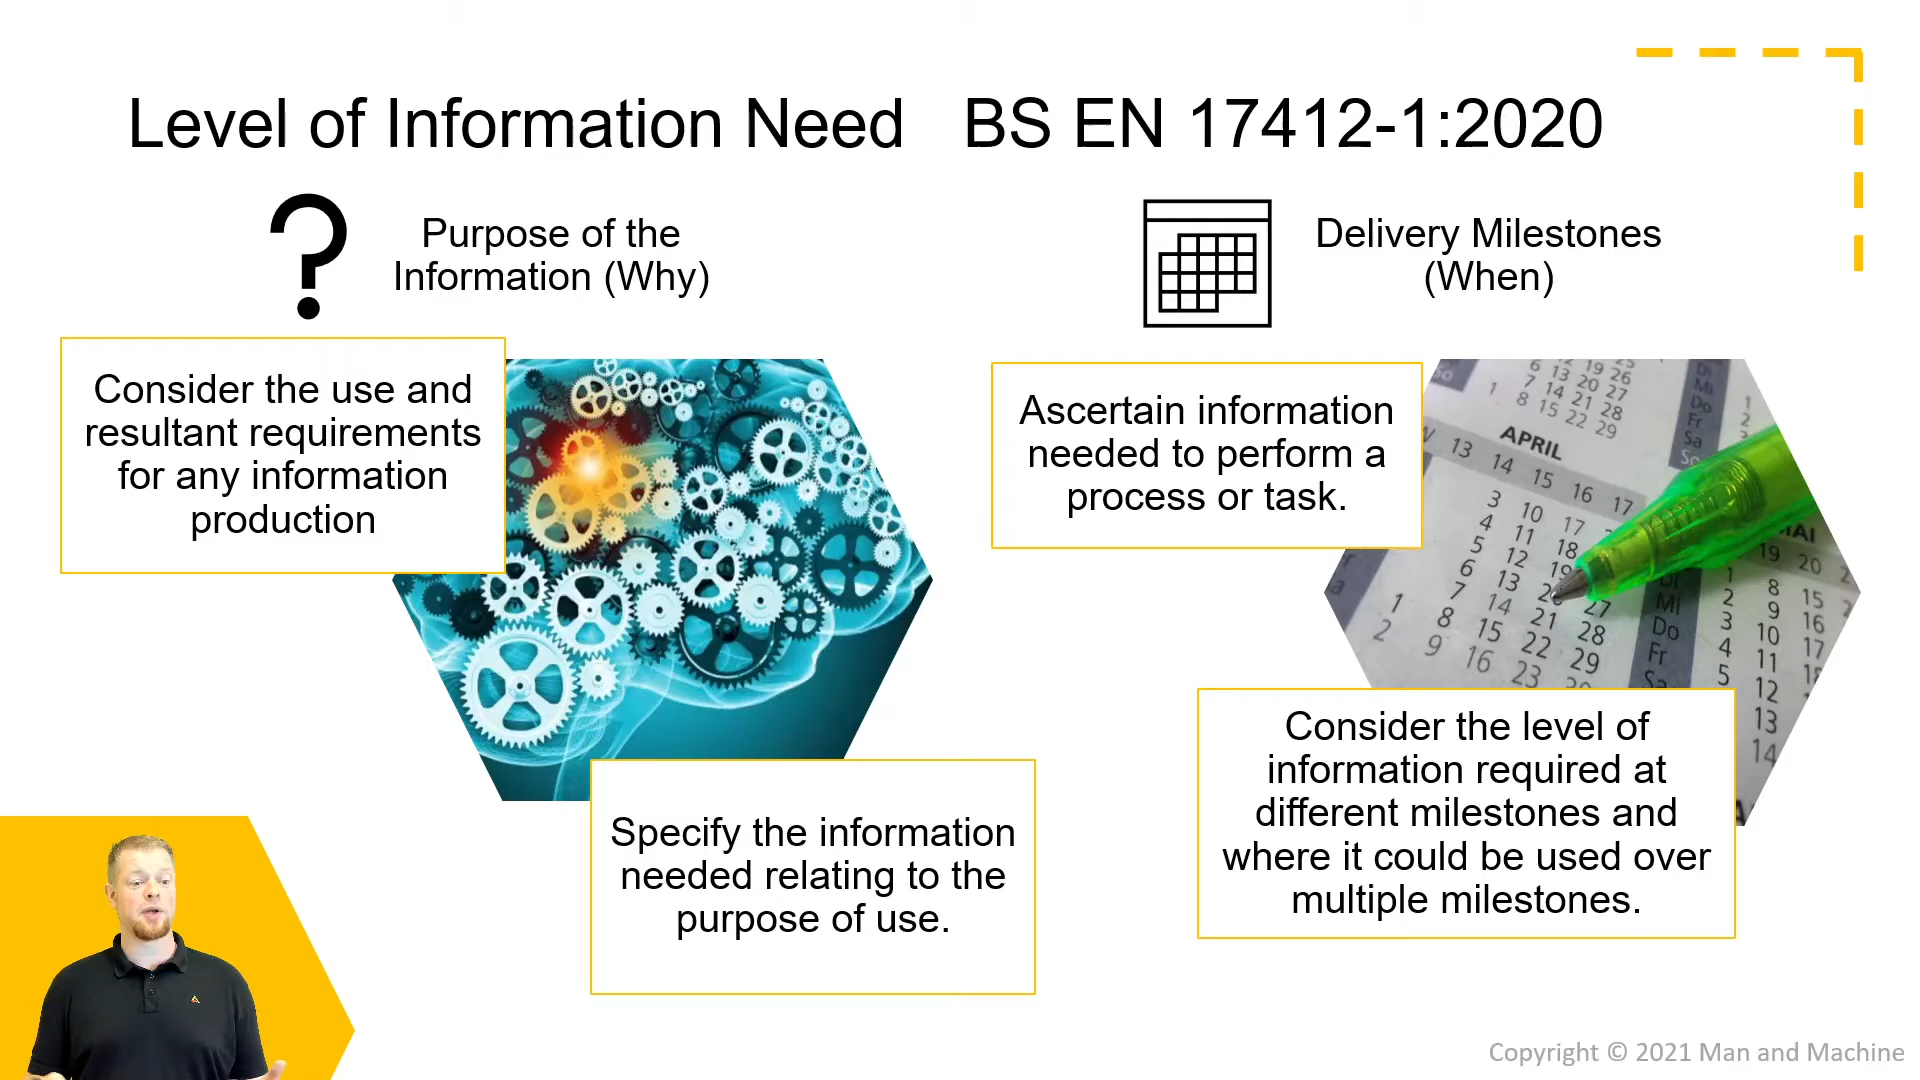 Level of Information Need BS EN 17412-1:2020
Purpose of the
Information (Why)
Consider the use and
resultant requirements
for any information
production
Specify the information
needed relating to the
purpose of use.
Delivery Milestones
(When)
Ascertain information
needed to perform a
process or task.
APRIL
Consider the level of
information required at
different milestones and
where it could be used over
multiple milestones.
Copyright © 2021 Man and Machine